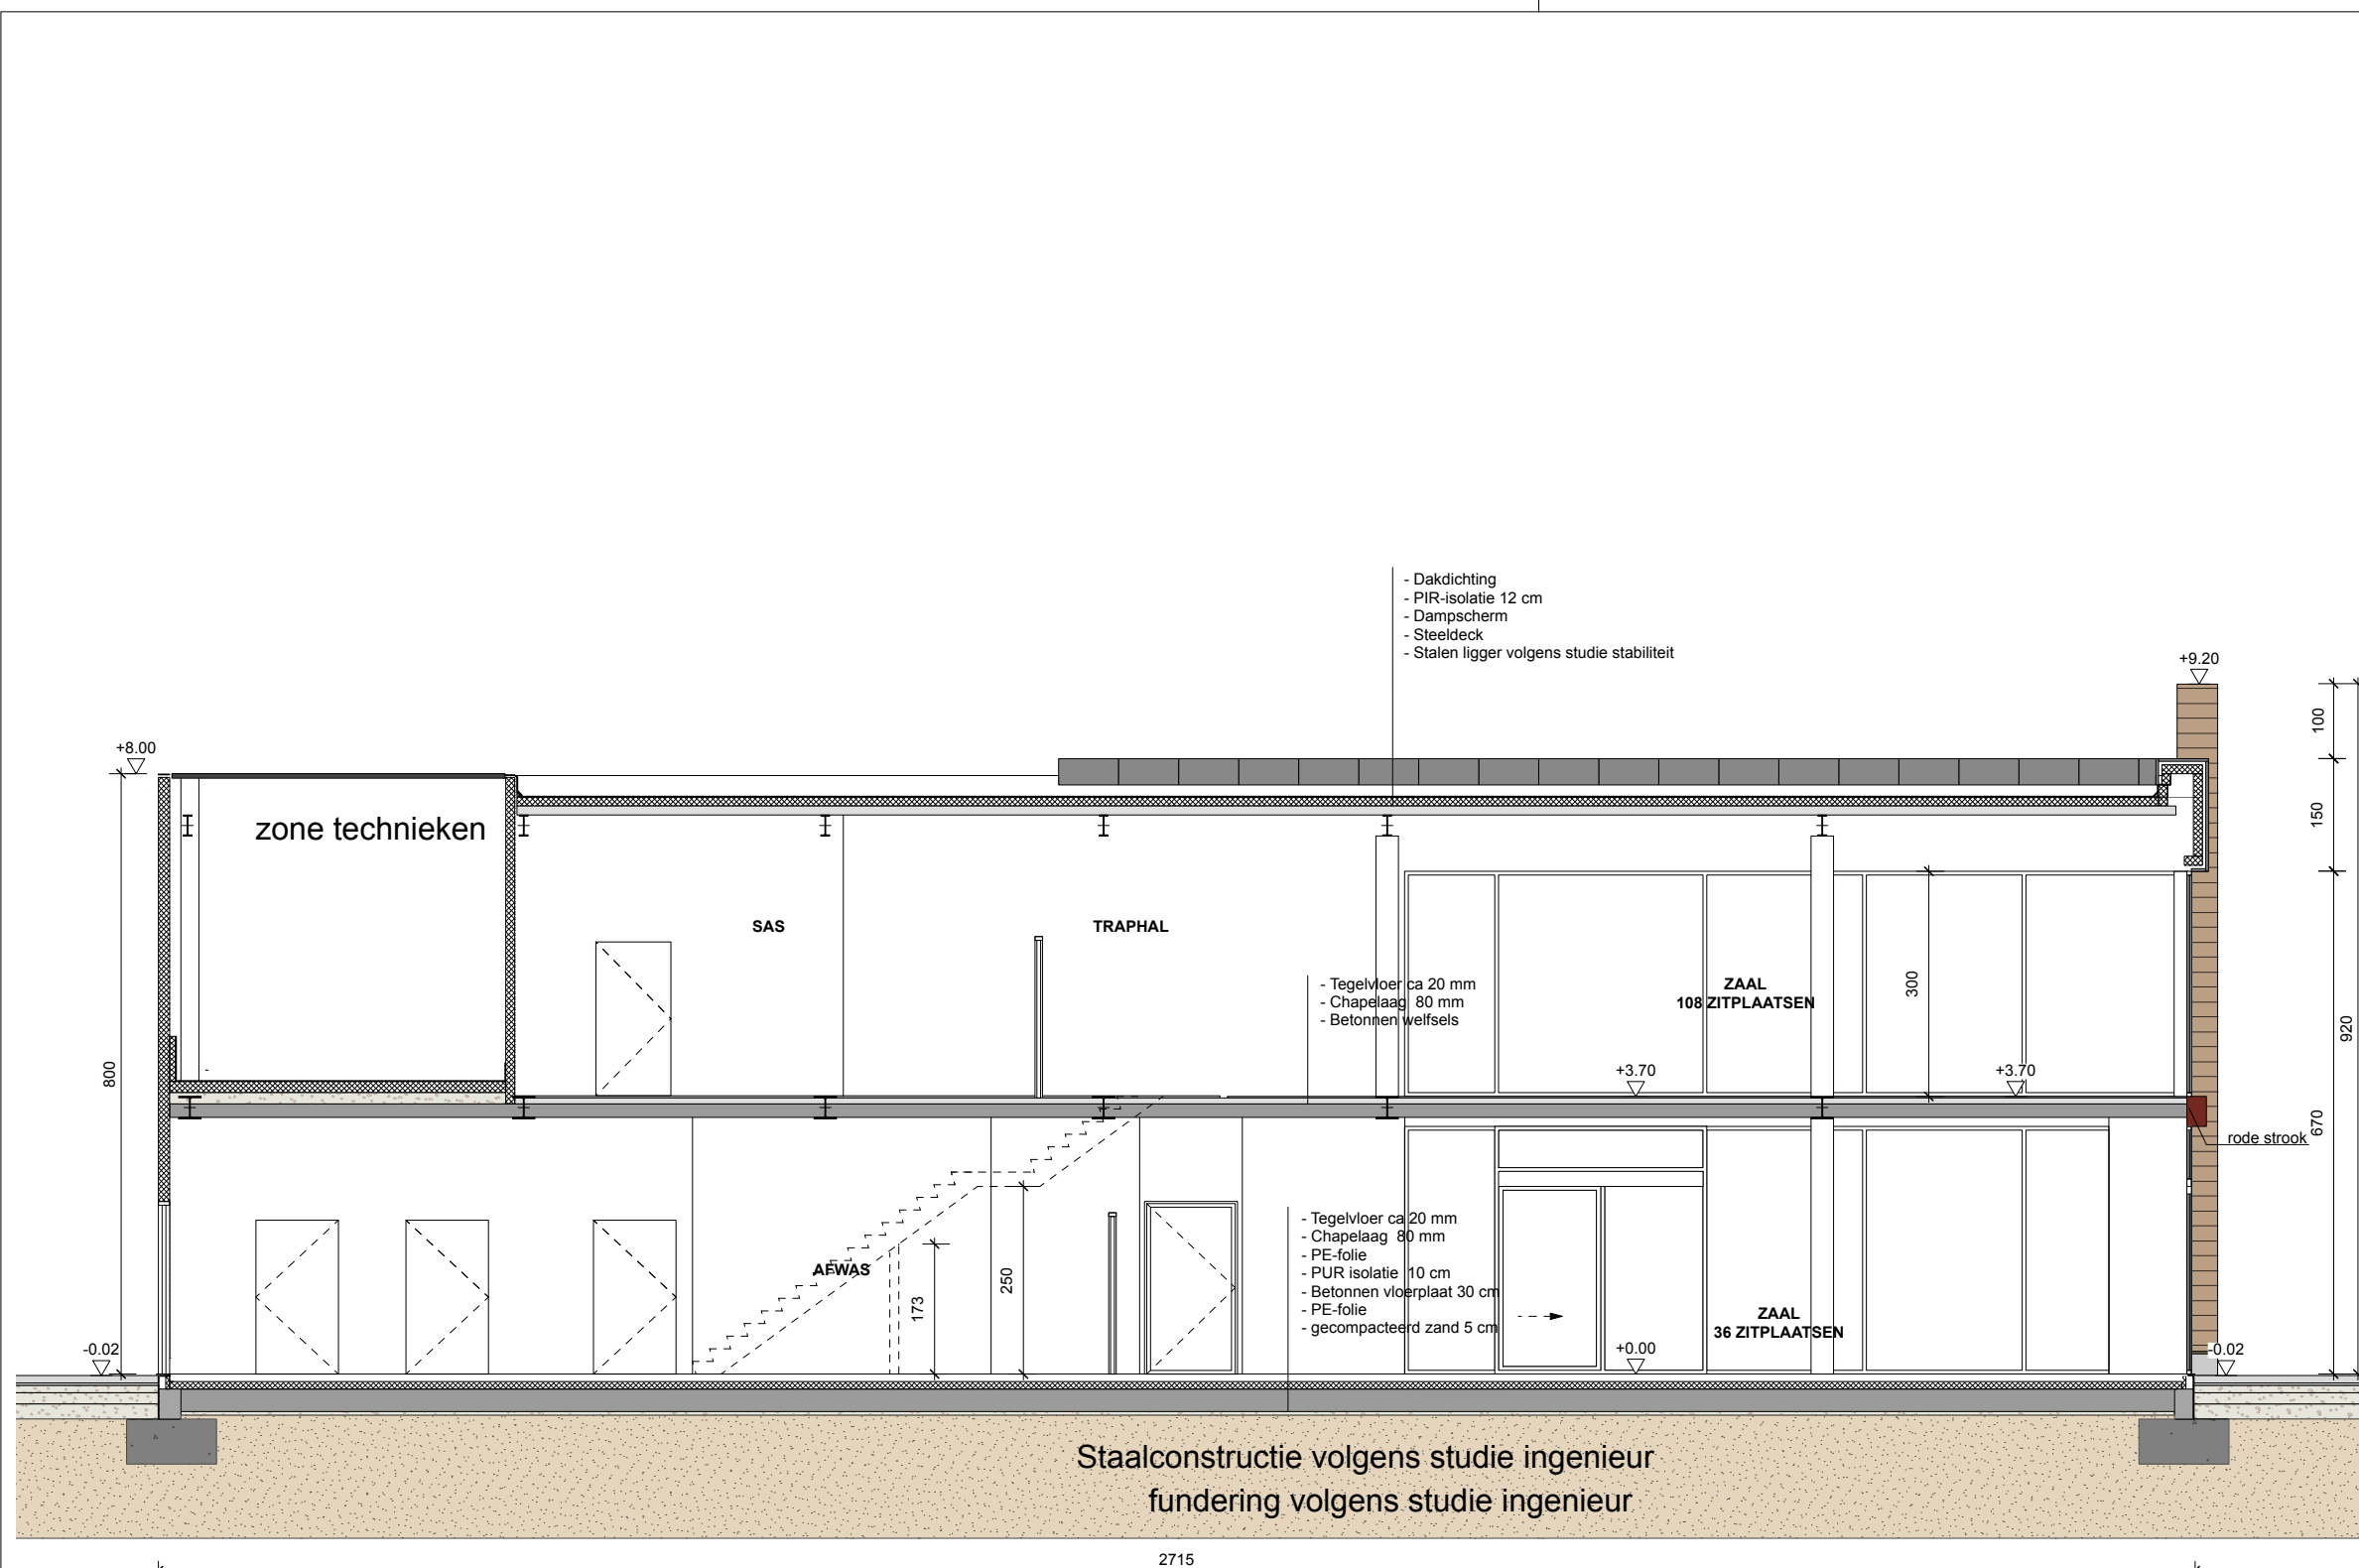 - Dakdichting
- PIR-isolatie 12 cm
- Dampscherm
- Steeldeck
- Stalen ligger volgens studie stabiliteit
+9.20
100
+8.00
zone technieken
150
SAS
TRAPHAL
- Tegelvloer ca 20 mm
- Chapelaag 80 mm
- Betonnen welfsels
ZAAL
108 ZITPLAATSEN
300
920
800
+3.70
+3.70
670
rode strook
- Tegelvloer ca 20 mm
- Chapelaag 80 mm
- PE-folie
- PUR isolatie 10 cm
- Betonnen vloerplaat 30 cm
- PE-folie
- gecompacteerd zand 5 cm
AFWAS
173
250
ZAAL
36 ZITPLAATSEN
-0.02
+0.00
-0.02
Staalconstructie volgens studie ingenieur
fundering volgens studie ingenieur
2715